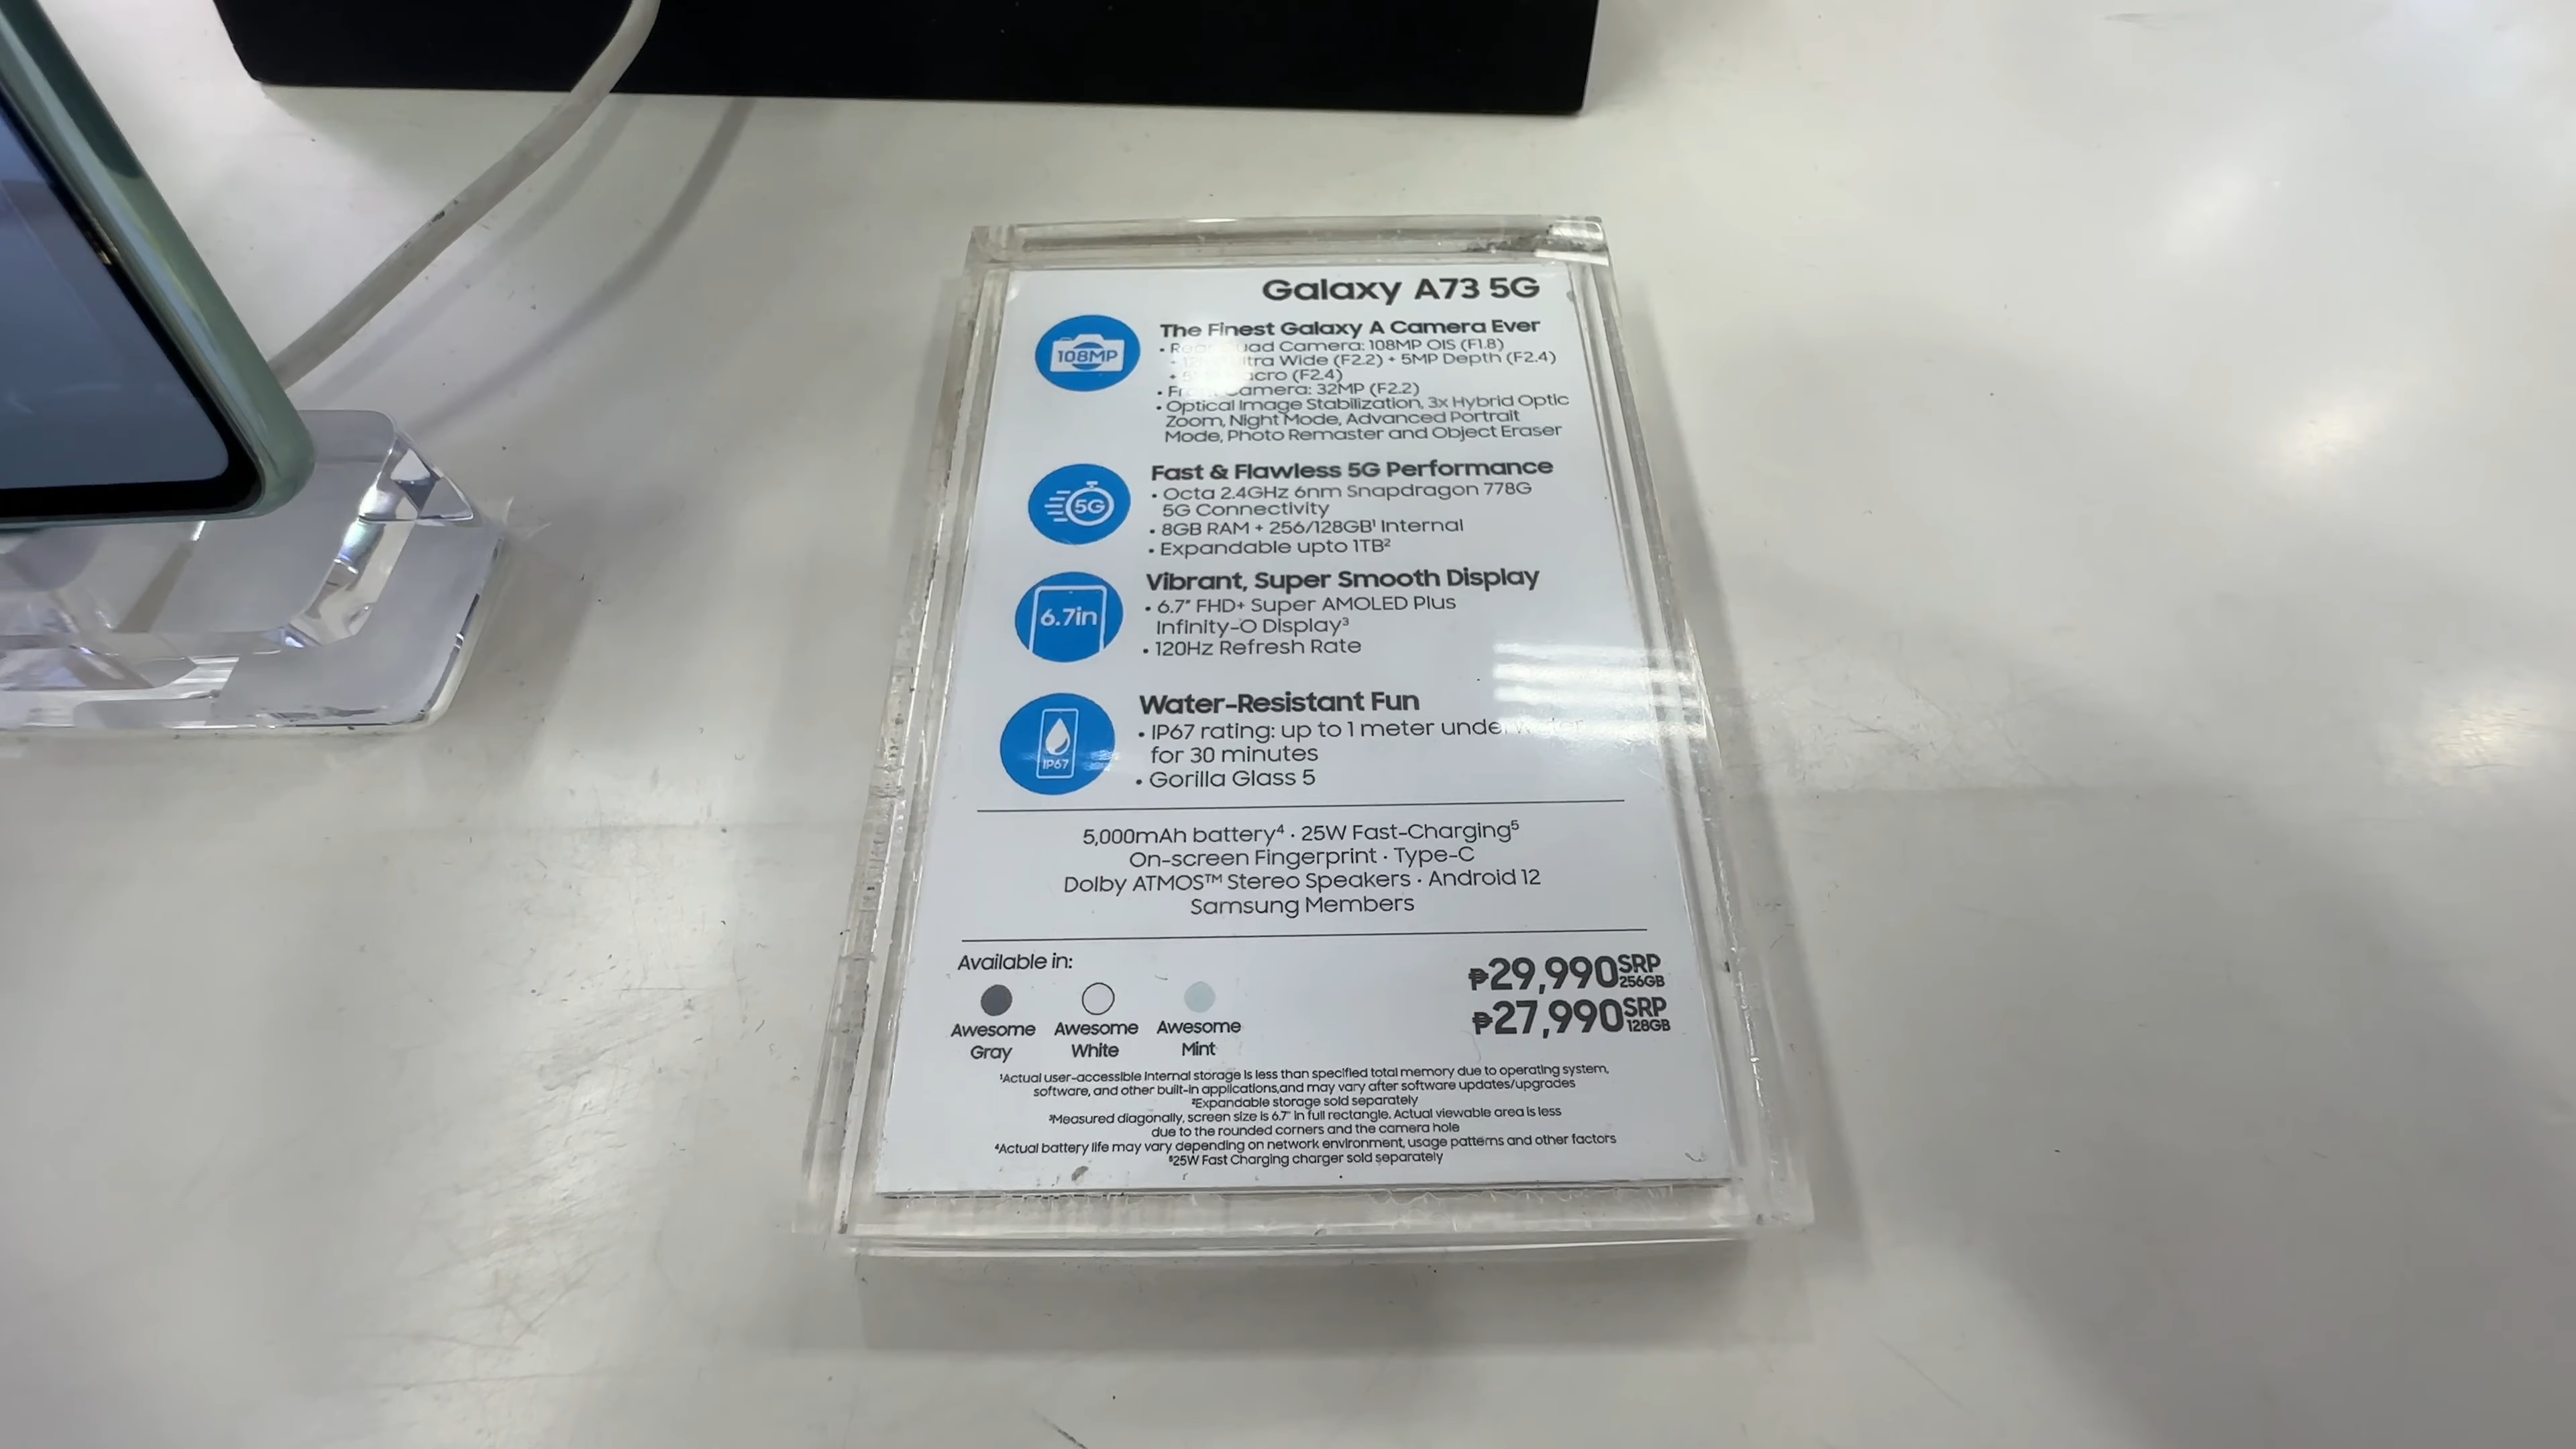 Galaxy A73 5G
108MP
The Finest Galaxy A Camera Ever
• Quad Camera: 108MP OIS (F1.8)
+ Ultra Wide (F2.2) + 5MP Depth (F2.4)
+ Macro (F2.4)
• Front Camera: 32MP (F2.2)
• Optical Image Stabilization, 3x Hybrid Optic
Zoom, Night Mode, Advanced Portrait
Mode, Photo Remaster and Object Eraser
5G
Fast & Flawless 5G Performance
• Octa 2.4GHz 6nm Snapdragon 778G
5G Connectivity
• 8GB RAM + 256/128GB¹ Internal
• Expandable upto 1TB²
6.7in
Vibrant, Super Smooth Display
• 6.7" FHD+ Super AMOLED Plus
Infinity-O Display³
• 120Hz Refresh Rate
IP67
Water-Resistant Fun
• IP67 rating: up to 1 meter underwater
for 30 minutes
• Gorilla Glass 5
5,000mAh battery⁴ · 25W Fast-Charging⁵
On-screen Fingerprint · Type-C
Dolby ATMOS™ Stereo Speakers · Android 12
Samsung Members
Available in:
Awesome Gray
Awesome White
Awesome Mint
₱29,990 SRP 256GB
₱27,990 SRP 128GB
¹Actual user-accessible internal storage is less than specified total memory due to operating system,
software, and other built-in applications,and may vary after software updates/upgrades
²Expandable storage sold separately
³Measured diagonally, screen size is 6.7" in full rectangle. Actual viewable area is less
due to the rounded corners and the camera hole
⁴Actual battery life may vary depending on network environment, usage patterns and other factors
⁵25W Fast Charging charger sold separately